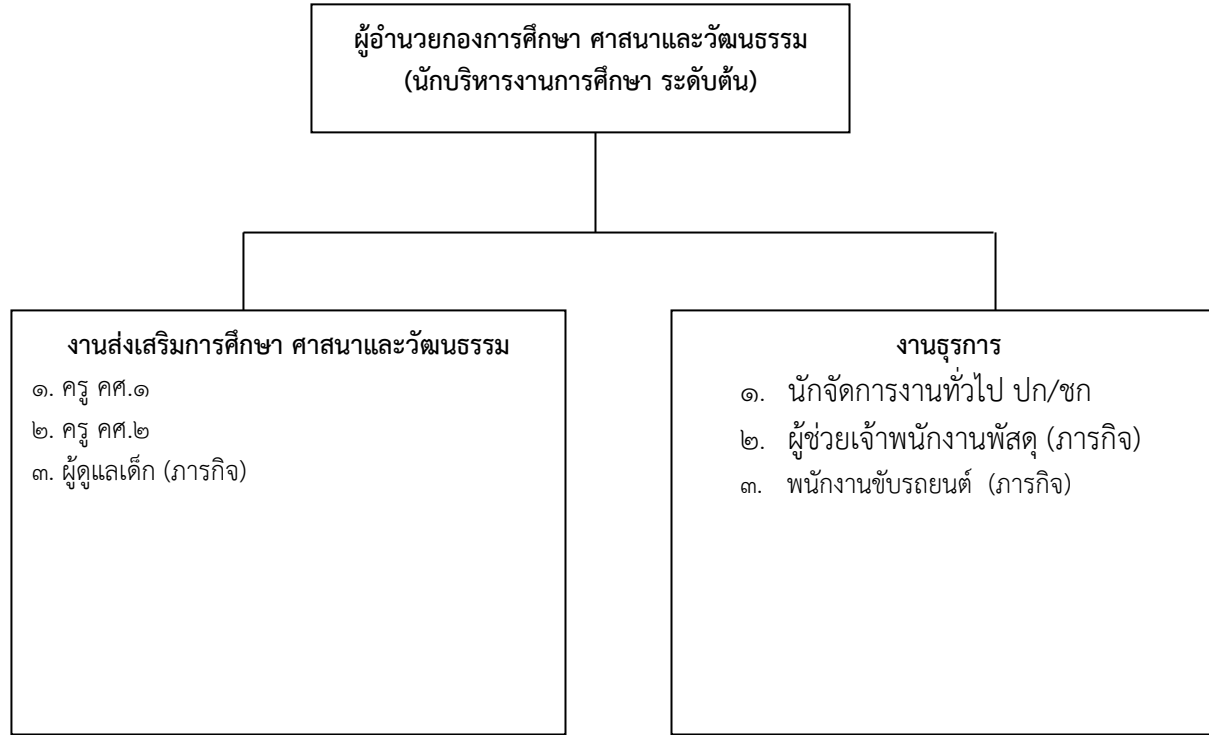 ผู้อำนวยกองการศึกษา ศาสนาและวัฒนธรรม
(นักบริหารงานการศึกษา ระดับต้น)
งานส่งเสริมการศึกษา ศาสนาและวัฒนธรรม
๑. ครู คศ.๑
๒. ครู คศ.๒
๓. ผู้ดูแลเด็ก (ภารกิจ)
งานธุรการ
๑. นักจัดการงานทั่วไป ปก/ชก
๒. ผู้ช่วยเจ้าพนักงานพัสดุ (ภารกิจ)
๓. พนักงานขับรถยนต์ (ภารกิจ)